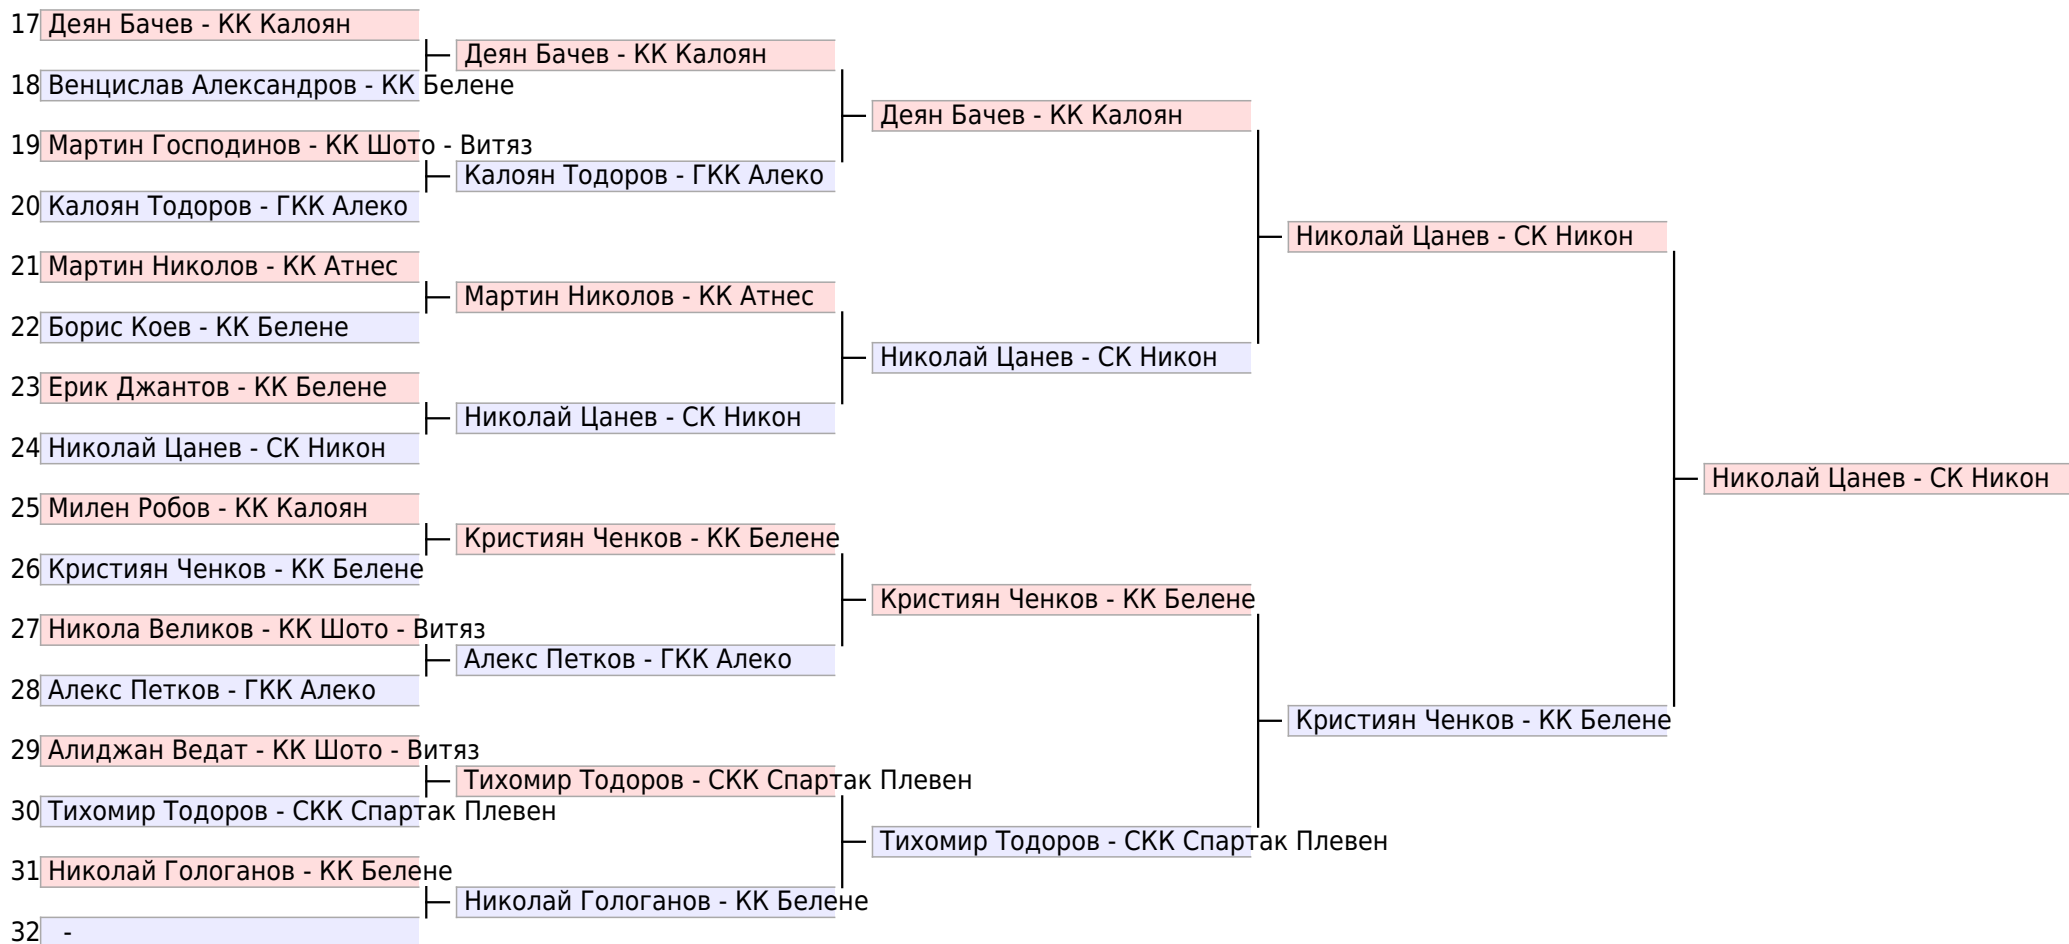 17 Деян Бачев - КК Калоян
Деян Бачев - КК Калоян
18 Венцислав Александров - КК Белене
Деян Бачев - КК Калоян
19 Мартин Господинов - КК Шото - Витяз
Калоян Тодоров - ГКК Алеко
20 Калоян Тодоров - ГКК Алеко
Николай Цанев - СК Никон
21 Мартин Николов - КК Атнес
Мартин Николов - КК Атнес
22 Борис Коев - КК Белене
Николай Цанев - СК Никон
23 Ерик Джантов - КК Белене
Николай Цанев - СК Никон
24 Николай Цанев - СК Никон
Николай Цанев - СК Никон
25 Милен Робов - КК Калоян
Кристиян Ченков - КК Белене
26 Кристиян Ченков - КК Белене
Кристиян Ченков - КК Белене
27 Никола Великов - КК Шото - Витяз
Алекс Петков - ГКК Алеко
28 Алекс Петков - ГКК Алеко
Кристиян Ченков - КК Белене
29 Алиджан Ведат - КК Шото - Витяз
Тихомир Тодоров - СКК Спартак Плевен
30 Тихомир Тодоров - СКК Спартак Плевен
Тихомир Тодоров - СКК Спартак Плевен
31 Николай Гологанов - КК Белене
Николай Гологанов - КК Белене
32 -